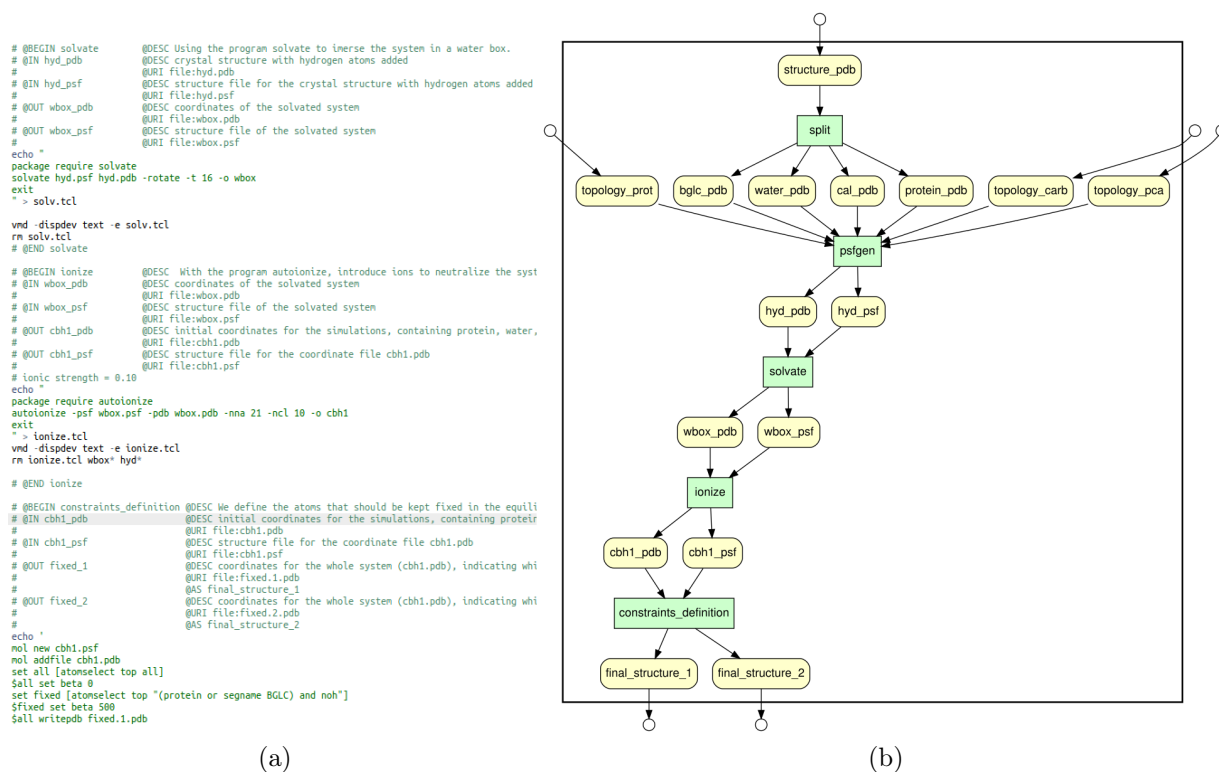 # @BEGIN solvate @DESC Using the program solvate to imerse the system in a water box.
# @IN hyd_pdb @DESC crystal structure with hydrogen atoms added
# @URI file:hyd.pdb
# @IN hyd_psf @DESC structure file for the crystal structure with hydrogen atoms added
# @URI file:hyd.psf
# @OUT wbox_pdb @DESC coordinates of the solvated system
# @URI file:wbox.pdb
# @OUT wbox_psf @DESC structure file of the solvated system
# @URI file:wbox.psf
echo "
package require solvate
solvate hyd.psf hyd.pdb -rotate -t 16 -o wbox
exit
" > solv.tcl
vmd -dispdev text -e solv.tcl
rm solv.tcl
# @END solvate
# @BEGIN ionize @DESC With the program autoionize, introduce ions to neutralize the syst
# @IN wbox_pdb @DESC coordinates of the solvated system
# @URI file:wbox.pdb
# @IN wbox_psf @DESC structure file of the solvated system
# @URI file:wbox.psf
# @OUT cbh1_pdb @DESC initial coordinates for the simulations, containing protein, water,
# @URI file:cbh1.pdb
# @OUT cbh1_psf @DESC structure file for the coordinate file cbh1.pdb
# @URI file:cbh1.psf
# ionic strength = 0.10
echo "
package require autoionize
autoionize -psf wbox.psf -pdb wbox.pdb -nna 21 -ncl 10 -o cbh1
exit
" > ionize.tcl
vmd -dispdev text -e ionize.tcl
rm ionize.tcl wbox* hyd*
# @END ionize
# @BEGIN constraints_definition @DESC We define the atoms that should be kept fixed in the equili
# @IN cbh1_pdb @DESC initial coordinates for the simulations, containing protein
# @URI file:cbh1.pdb
# @IN cbh1_psf @DESC structure file for the coordinate file cbh1.pdb
# @URI file:cbh1.psf
# @OUT fixed_1 @DESC coordinates for the whole system (cbh1.pdb), indicating whi
# @URI file:fixed.1.pdb
# @AS final_structure_1
# @OUT fixed_2 @DESC coordinates for the whole system (cbh1.pdb), indicating whi
# @URI file:fixed.2.pdb
# @AS final_structure_2
echo '
mol new cbh1.psf
mol addfile cbh1.pdb
set all [atomselect top all]
$all set beta 0
set fixed [atomselect top "(protein or segname BGLC) and noh"]
$fixed set beta 500
$all writepdb fixed.1.pdb
(a)
structure_pdb
split
topology_prot bglc_pdb water_pdb cal_pdb protein_pdb topology_carb topology_pca
psfgen
hyd_pdb hyd_psf
solvate
wbox_pdb wbox_psf
ionize
cbh1_pdb cbh1_psf
constraints_definition
final_structure_1 final_structure_2
(b)